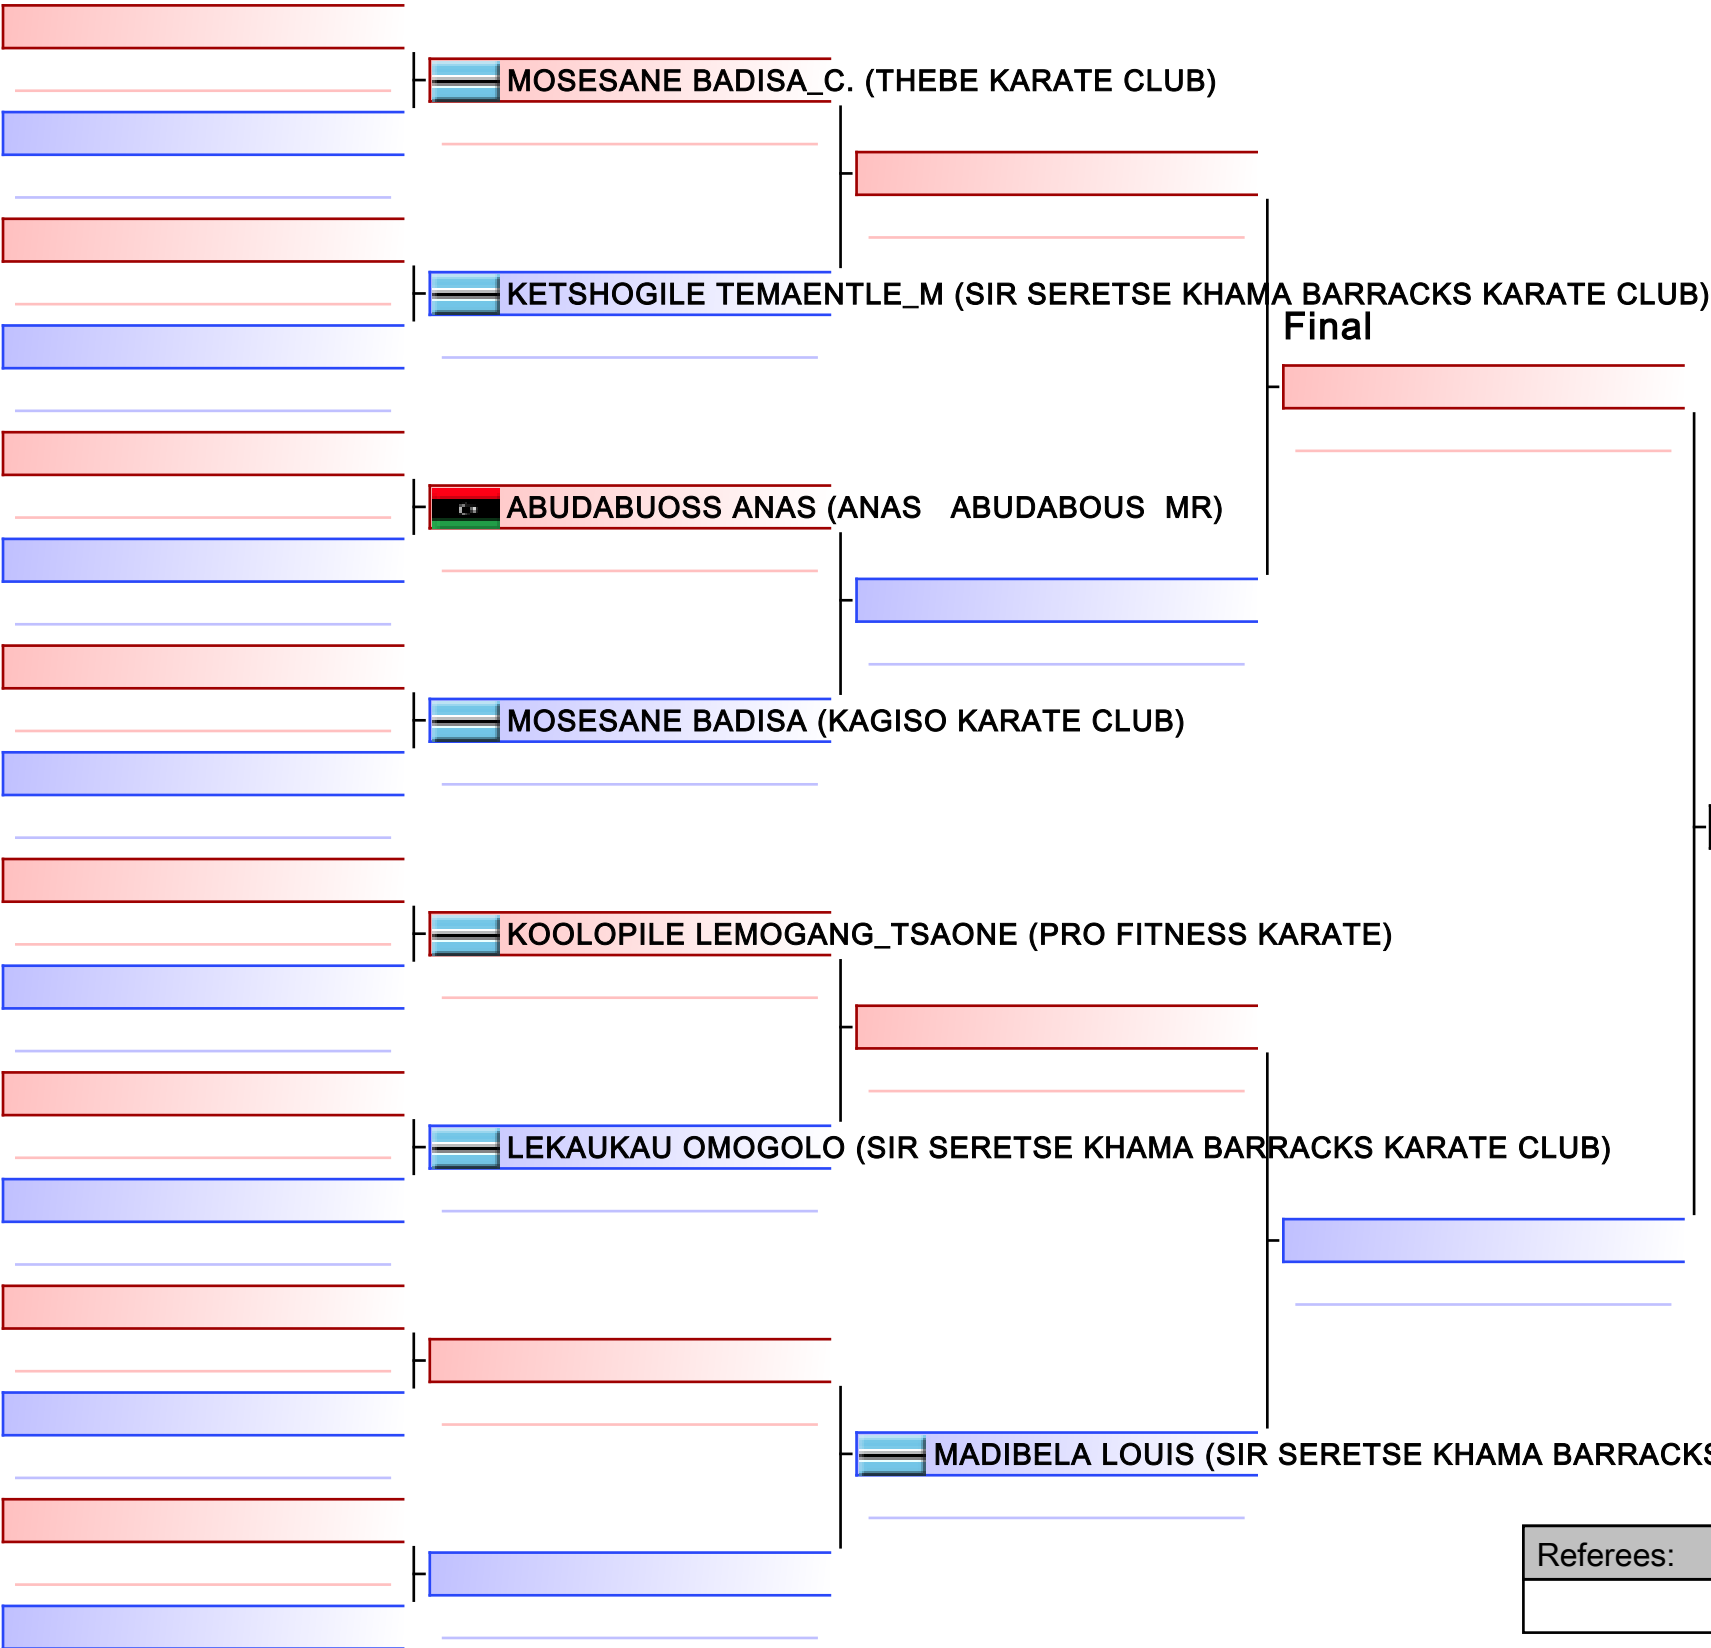 MOSESANE BADISA_C. (THEBE KARATE CLUB)
KETSHOGILE TEMAENTLE_M (SIR SERETSE KHAMA BARRACKS KARATE CLUB)
Final
ABUDABUOSS ANAS (ANAS   ABUDABOUS  MR)
MOSESANE BADISA (KAGISO KARATE CLUB)
KOOLOPILE LEMOGANG_TSAONE (PRO FITNESS KARATE)
LEKAUKAU OMOGOLO (SIR SERETSE KHAMA BARRACKS KARATE CLUB)
MADIBELA LOUIS (SIR SERETSE KHAMA BARRACKS
Referees: